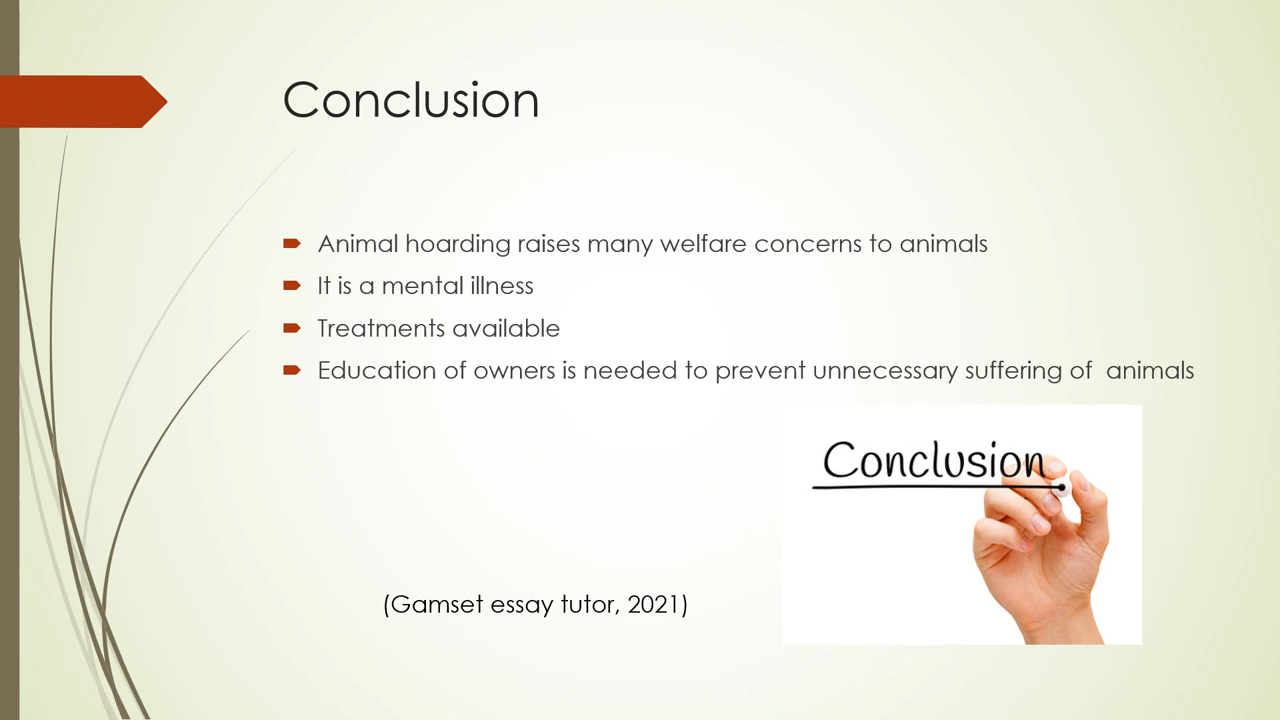 Conclusion
Animal hoarding raises many welfare concerns to animals
It is a mental illness
Treatments available
Education of owners is needed to prevent unnecessary suffering of  animals
Conclusion
(Gamset essay tutor, 2021)